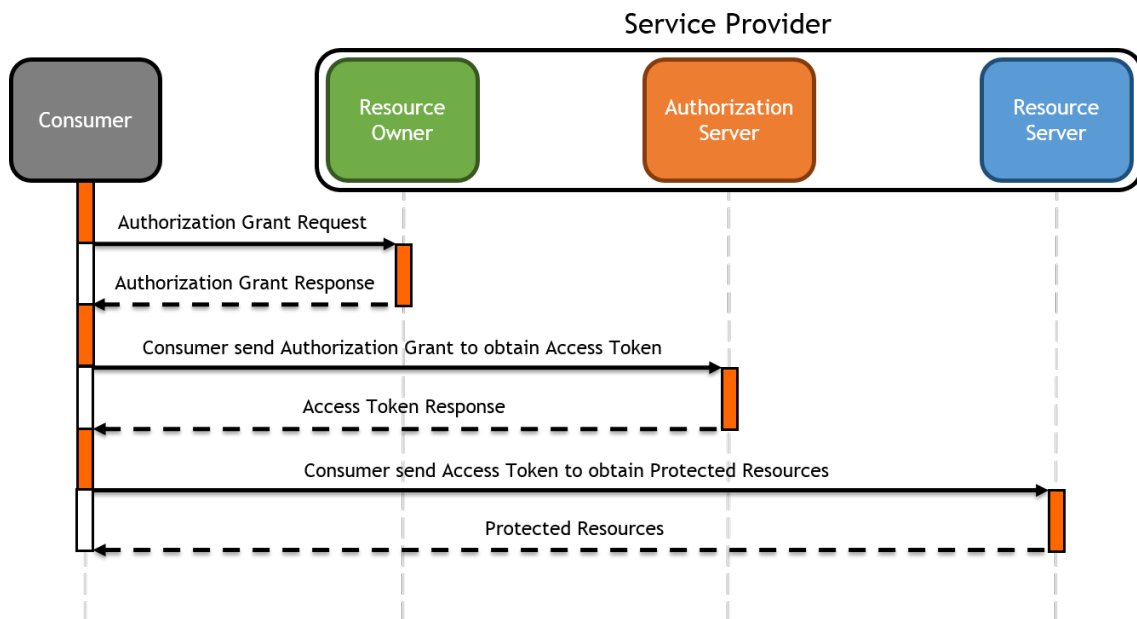 Service Provider
Consumer
Resource
Owner
Authorization
Server
Resource
Server
Authorization Grant Request
Authorization Grant Response
Consumer send Authorization Grant to obtain Access Token
Access Token Response
Consumer send Access Token to obtain Protected Resources
Protected Resources